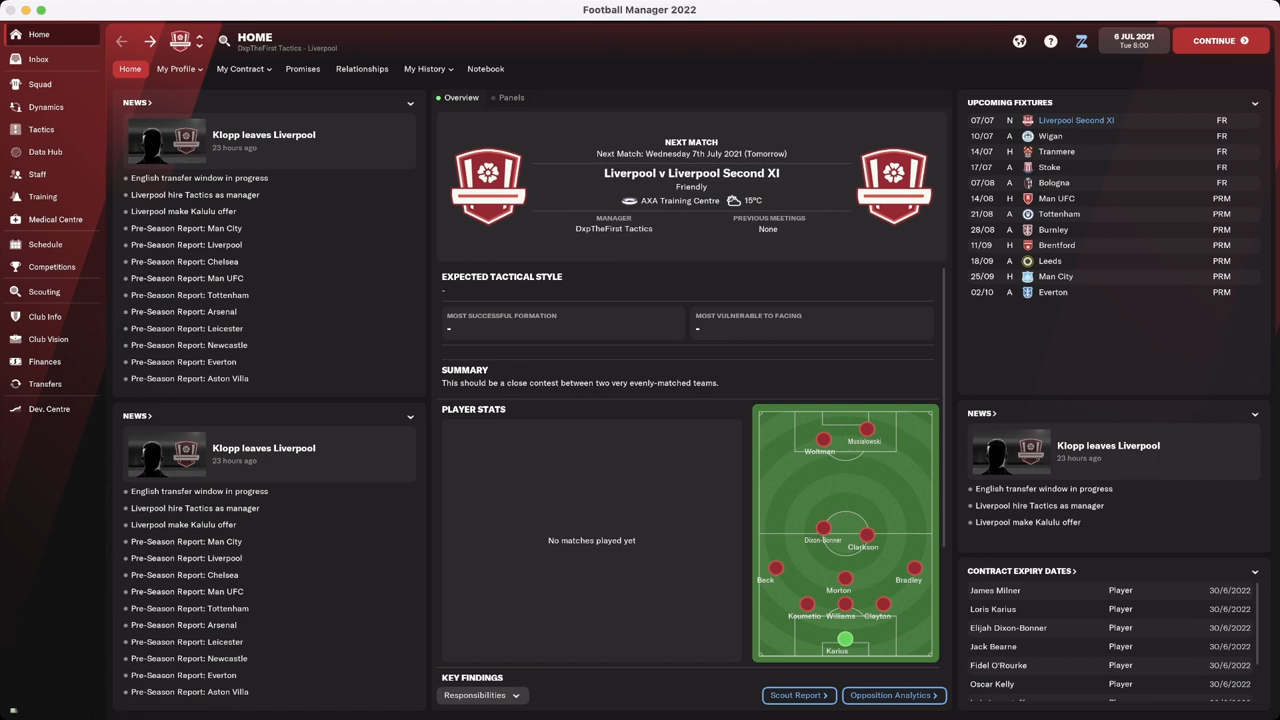 Football Manager 2022
Home
Inbox
Squad
Dynamics
Tactics
Data Hub
Staff
Training
Medical Centre
Schedule
Competitions
Scouting
Club Info
Club Vision
Finances
Transfers
Dev. Centre
HOME
DxpTheFirst Tactics - Liverpool
6 JUL 2021
Tue 8:00
CONTINUE
Home
My Profile
My Contract
Promises
Relationships
My History
Notebook
NEWS
Klopp leaves Liverpool
23 hours ago
English transfer window in progress
Liverpool hire Tactics as manager
Liverpool make Kalulu offer
Pre-Season Report: Man City
Pre-Season Report: Liverpool
Pre-Season Report: Chelsea
Pre-Season Report: Man UFC
Pre-Season Report: Tottenham
Pre-Season Report: Arsenal
Pre-Season Report: Leicester
Pre-Season Report: Newcastle
Pre-Season Report: Everton
Pre-Season Report: Aston Villa
NEWS
Klopp leaves Liverpool
23 hours ago
English transfer window in progress
Liverpool hire Tactics as manager
Liverpool make Kalulu offer
Pre-Season Report: Man City
Pre-Season Report: Liverpool
Pre-Season Report: Chelsea
Pre-Season Report: Man UFC
Pre-Season Report: Tottenham
Pre-Season Report: Arsenal
Pre-Season Report: Leicester
Pre-Season Report: Newcastle
Pre-Season Report: Everton
Pre-Season Report: Aston Villa
Overview
Panels
NEXT MATCH
Next Match: Wednesday 7th July 2021 (Tomorrow)
Liverpool v Liverpool Second XI
Friendly
AXA Training Centre 15°C
MANAGER
DxpTheFirst Tactics
PREVIOUS MEETINGS
None
EXPECTED TACTICAL STYLE
-
MOST SUCCESSFUL FORMATION
-
MOST VULNERABLE TO FACING
-
SUMMARY
This should be a close contest between two very evenly-matched teams.
PLAYER STATS
No matches played yet
Musialowski
Woltman
Dixon-Bonner
Clarkson
Beck
Bradley
Morton
Koumetio
Williams
Clayton
Karius
KEY FINDINGS
Responsibilities
Scout Report
Opposition Analytics
UPCOMING FIXTURES
07/07 N Liverpool Second XI FR
10/07 A Wigan FR
14/07 H Tranmere FR
17/07 A Stoke FR
07/08 A Bologna FR
14/08 H Man UFC PRM
21/08 A Tottenham PRM
28/08 A Burnley PRM
11/09 H Brentford PRM
18/09 A Leeds PRM
25/09 H Man City PRM
02/10 A Everton PRM
NEWS
Klopp leaves Liverpool
23 hours ago
English transfer window in progress
Liverpool hire Tactics as manager
Liverpool make Kalulu offer
CONTRACT EXPIRY DATES
James Milner Player 30/6/2022
Loris Karius Player 30/6/2022
Elijah Dixon-Bonner Player 30/6/2022
Jack Bearne Player 30/6/2022
Fidel O'Rourke Player 30/6/2022
Oscar Kelly Player 30/6/2022